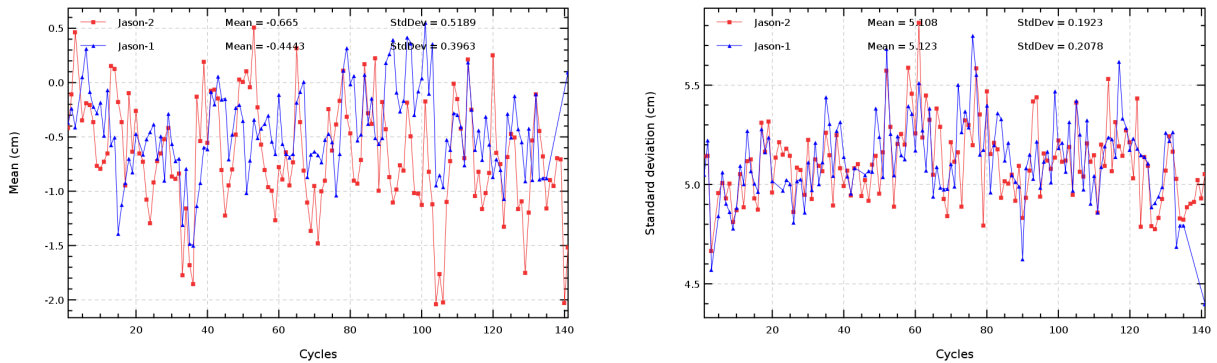 Jason-2 Mean = -0.665 StdDev = 0.5189
Jason-1 Mean = -0.4443 StdDev = 0.3963
0.5
0.0
-0.5
-1.0
-1.5
-2.0
Mean (cm)
20 40 60 80 100 120 140
Cycles
Jason-2 Mean = 5.108 StdDev = 0.1923
Jason-1 Mean = 5.123 StdDev = 0.2078
5.5
5.0
4.5
Standard deviation (cm)
20 40 60 80 100 120 140
Cycles